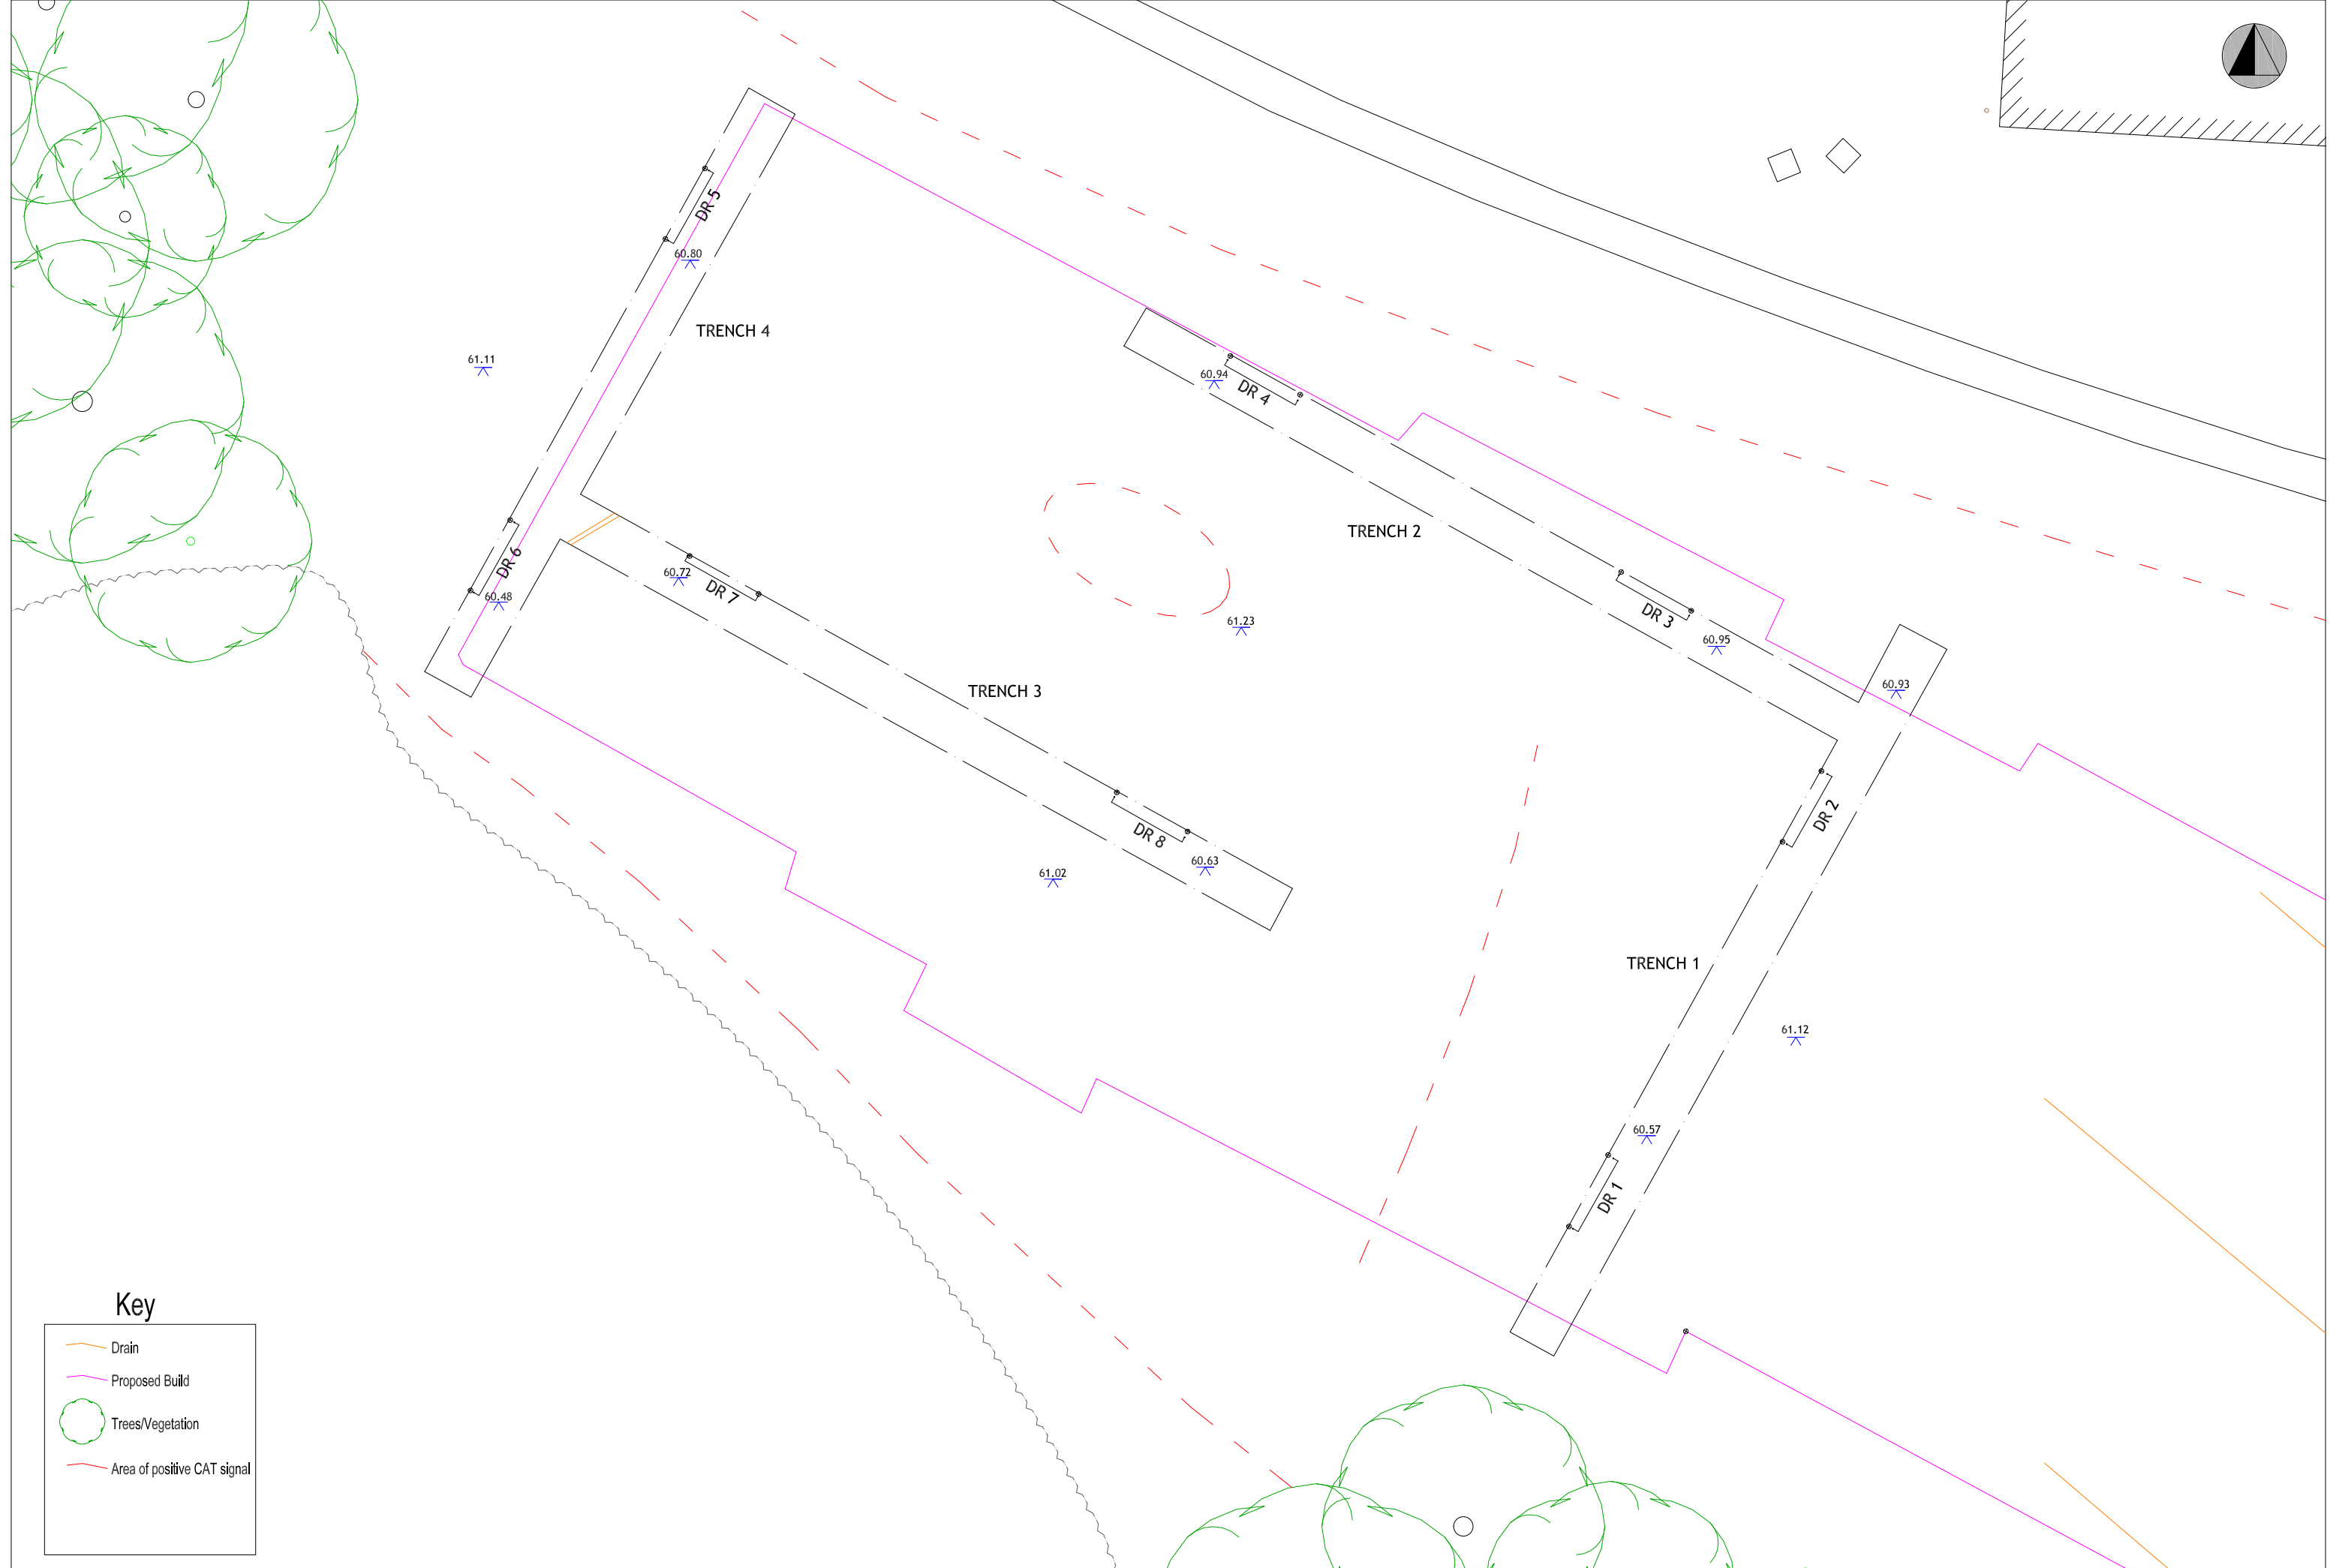 DR 5
60.80
TRENCH 4
61.11
60.94
DR 4
TRENCH 2
DR 6
60.48
60.72
DR 7
61.23
DR 3
60.95
60.93
TRENCH 3
DR 2
DR 8
60.63
61.02
TRENCH 1
61.12
60.57
DR 1
Key
Drain
Proposed Build
Trees/Vegetation
Area of positive CAT signal